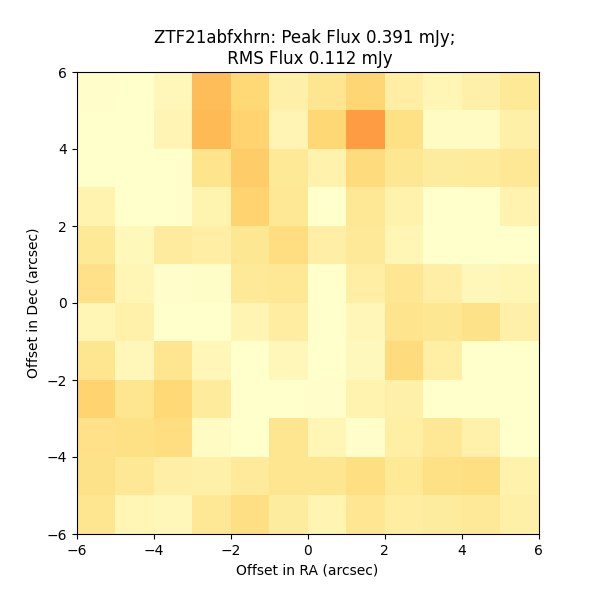 ZTF21abfxhrn: Peak Flux 0.391 mJy;
RMS Flux 0.112 mJy
6
4
2
0
−2
−4
−6
Offset in Dec (arcsec)
−6 −4 −2 0 2 4 6
Offset in RA (arcsec)